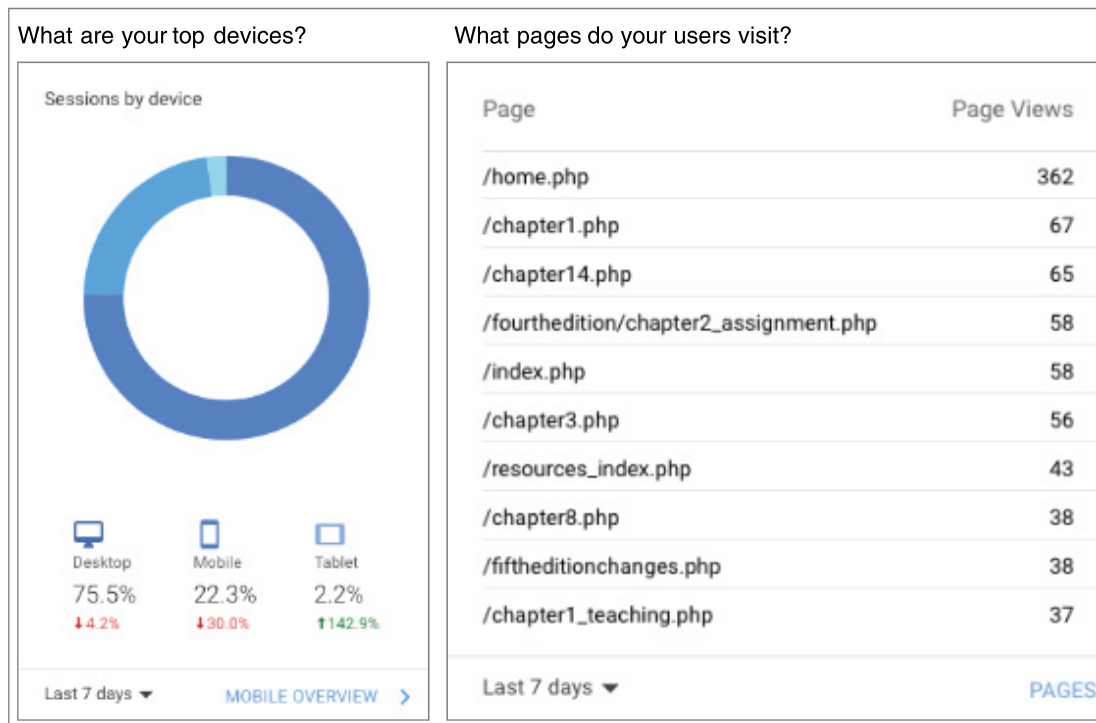 What are your top devices?
Sessions by device
Desktop Mobile Tablet
75.5% 22.3% 2.2%
↓4.2% ↓30.0% ↑142.9%
Last 7 days MOBILE OVERVIEW
What pages do your users visit?
Page Page Views
/home.php 362
/chapter1.php 67
/chapter14.php 65
/fourthedition/chapter2_assignment.php 58
/index.php 58
/chapter3.php 56
/resources_index.php 43
/chapter8.php 38
/fiftheditionchanges.php 38
/chapter1_teaching.php 37
Last 7 days PAGES